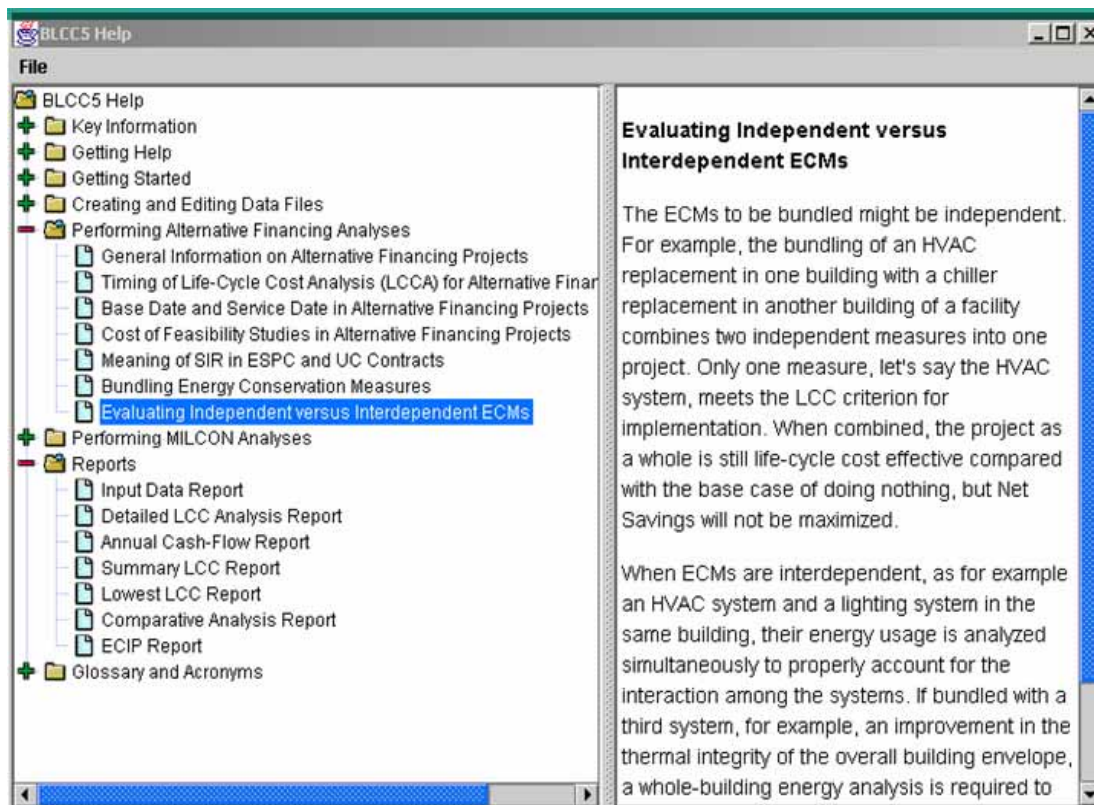 BLCC5 Help
File
BLCC5 Help
Key Information
Getting Help
Getting Started
Creating and Editing Data Files
Performing Alternative Financing Analyses
General Information on Alternative Financing Projects
Timing of Life-Cycle Cost Analysis (LCCA) for Alternative Finar
Base Date and Service Date in Alternative Financing Projects
Cost of Feasibility Studies in Alternative Financing Projects
Meaning of SIR in ESPC and UC Contracts
Bundling Energy Conservation Measures
Evaluating Independent versus Interdependent ECMs
Performing MILCON Analyses
Reports
Input Data Report
Detailed LCC Analysis Report
Annual Cash-Flow Report
Summary LCC Report
Lowest LCC Report
Comparative Analysis Report
ECIP Report
Glossary and Acronyms
Evaluating Independent versus
Interdependent ECMs
The ECMs to be bundled might be independent.
For example, the bundling of an HVAC
replacement in one building with a chiller
replacement in another building of a facility
combines two independent measures into one
project. Only one measure, let's say the HVAC
system, meets the LCC criterion for
implementation. When combined, the project as
a whole is still life-cycle cost effective compared
with the base case of doing nothing, but Net
Savings will not be maximized.
When ECMs are interdependent, as for example
an HVAC system and a lighting system in the
same building, their energy usage is analyzed
simultaneously to properly account for the
interaction among the systems. If bundled with a
third system, for example, an improvement in the
thermal integrity of the overall building envelope,
a whole-building energy analysis is required to